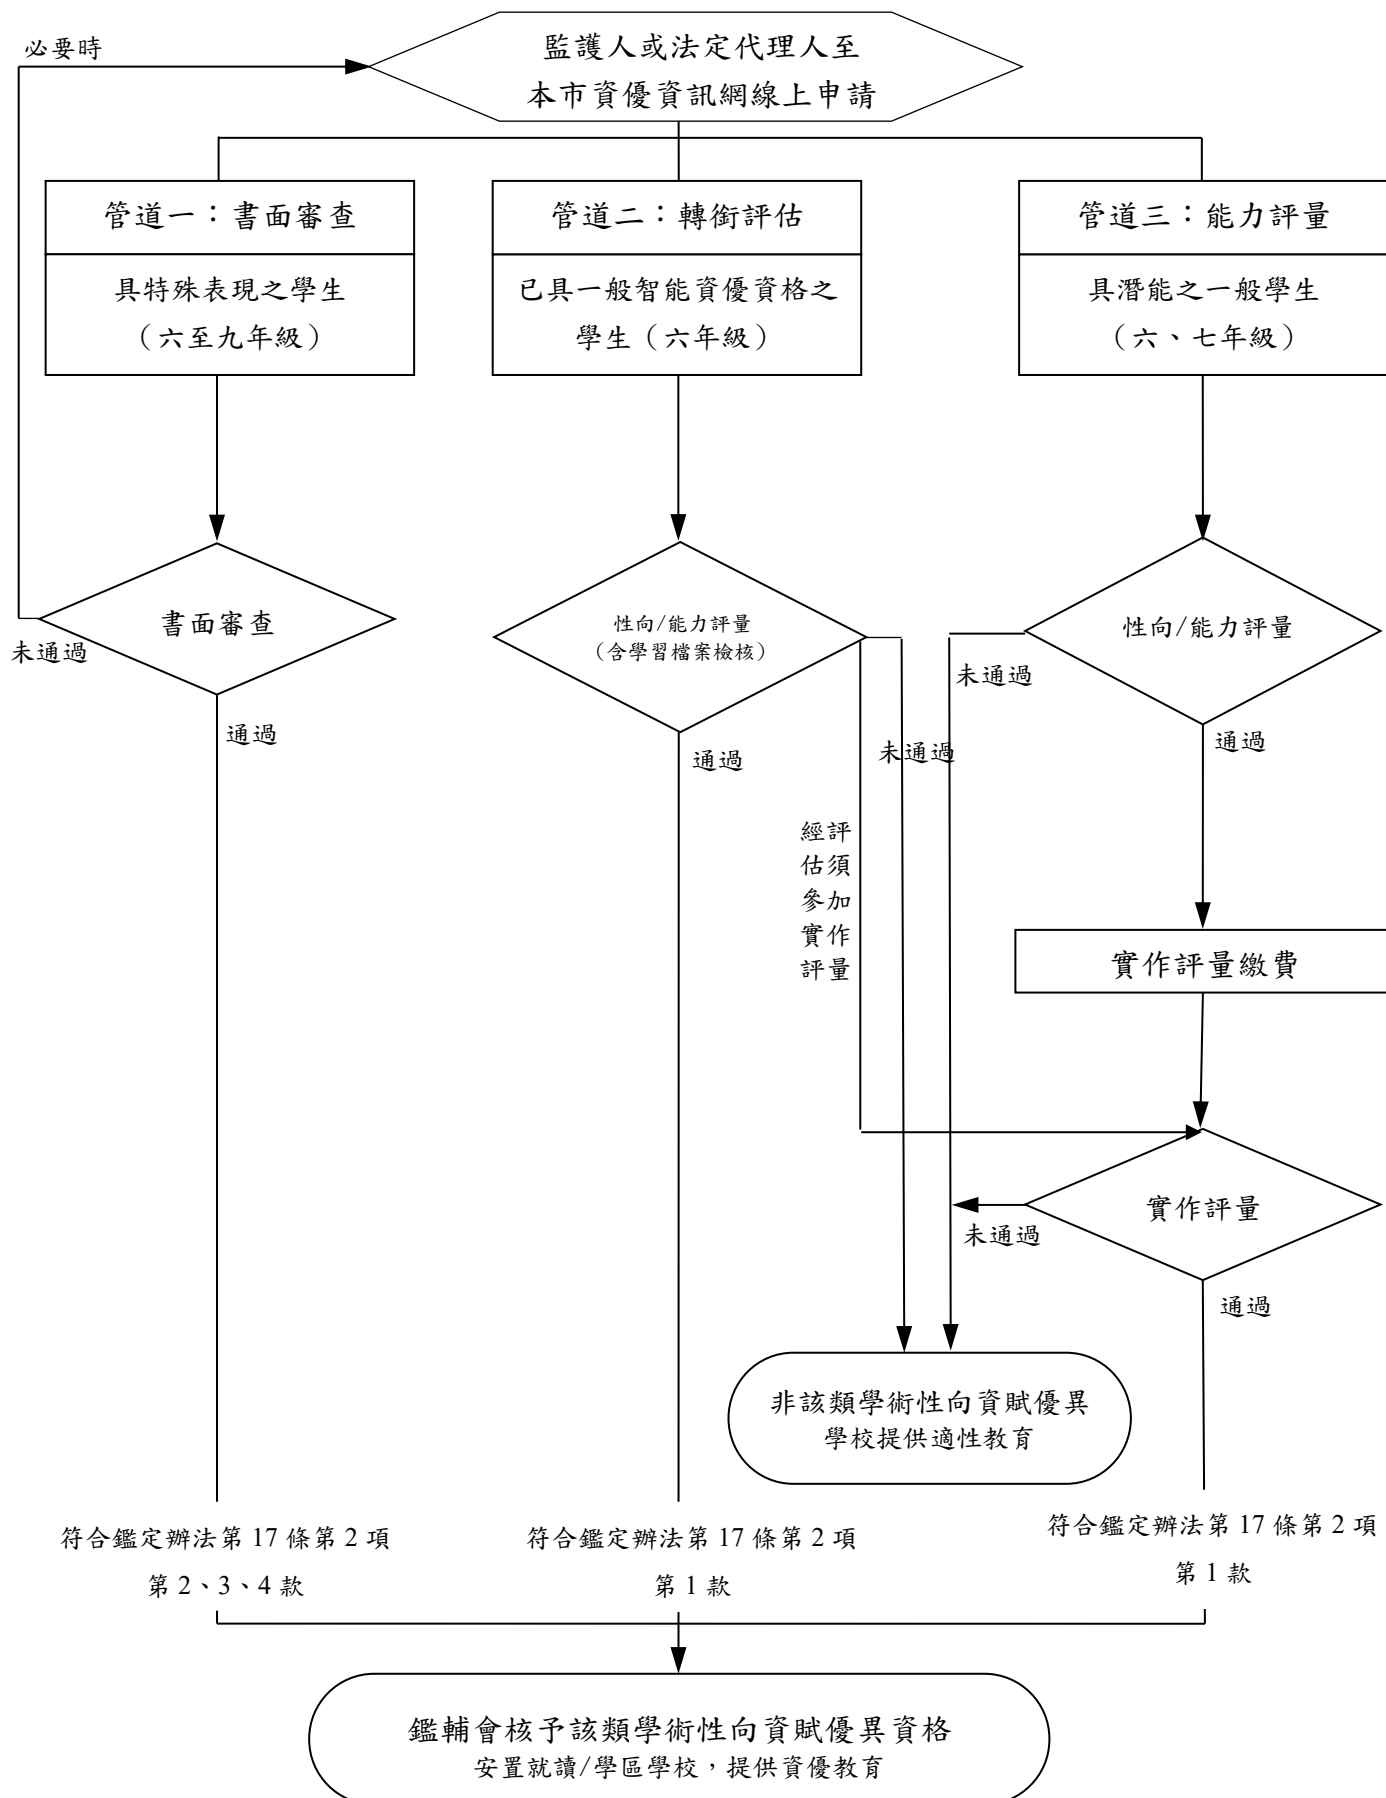 必要時
監護人或法定代理人至
本市資優資訊網線上申請
管道一：書面審查
具特殊表現之學生
（六至九年級）
管道二：轉銜評估
已具一般智能資優資格之
學生（六年級）
管道三：能力評量
具潛能之一般學生
（六、七年級）
書面審查
未通過
通過
性向/能力評量
（含學習檔案檢核）
通過
未通過
經評
估須
參加
實作
評量
性向/能力評量
未通過
通過
實作評量繳費
實作評量
未通過
通過
非該類學術性向資賦優異
學校提供適性教育
符合鑑定辦法第 17 條第 2 項
第 2、3、4 款
符合鑑定辦法第 17 條第 2 項
第 1 款
符合鑑定辦法第 17 條第 2 項
第 1 款
鑑輔會核予該類學術性向資賦優異資格
安置就讀/學區學校，提供資優教育